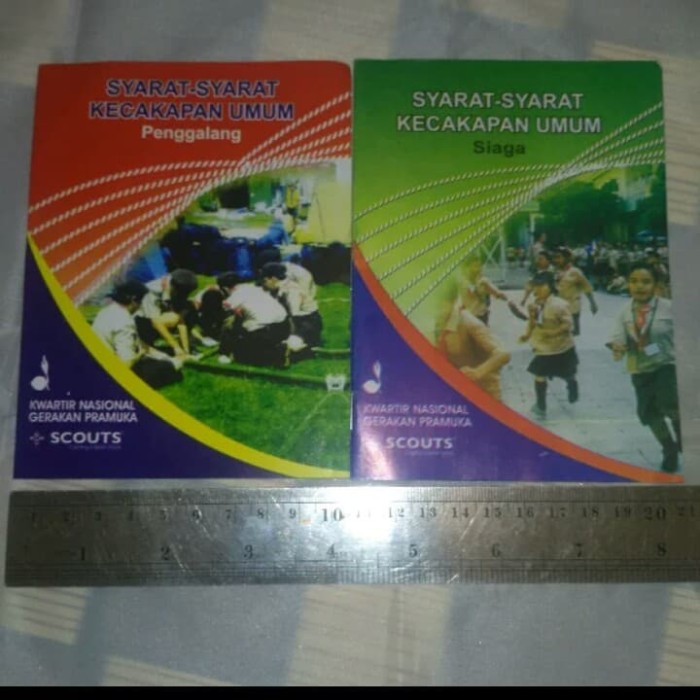 SYARAT-SYARAT
KECAKAPAN UMUM
Penggalang
KWARTIR NASIONAL
GERAKAN PRAMUKA
SCOUTS
SYARAT-SYARAT
KECAKAPAN UMUM
Siaga
KWARTIR NASIONAL
GERAKAN PRAMUKA
SCOUTS
1 2 3 4 5 6 7 8 9 10 11 12 13 14 15 16 17 18 19 20 21
1 2 3 4 5 6 7 8